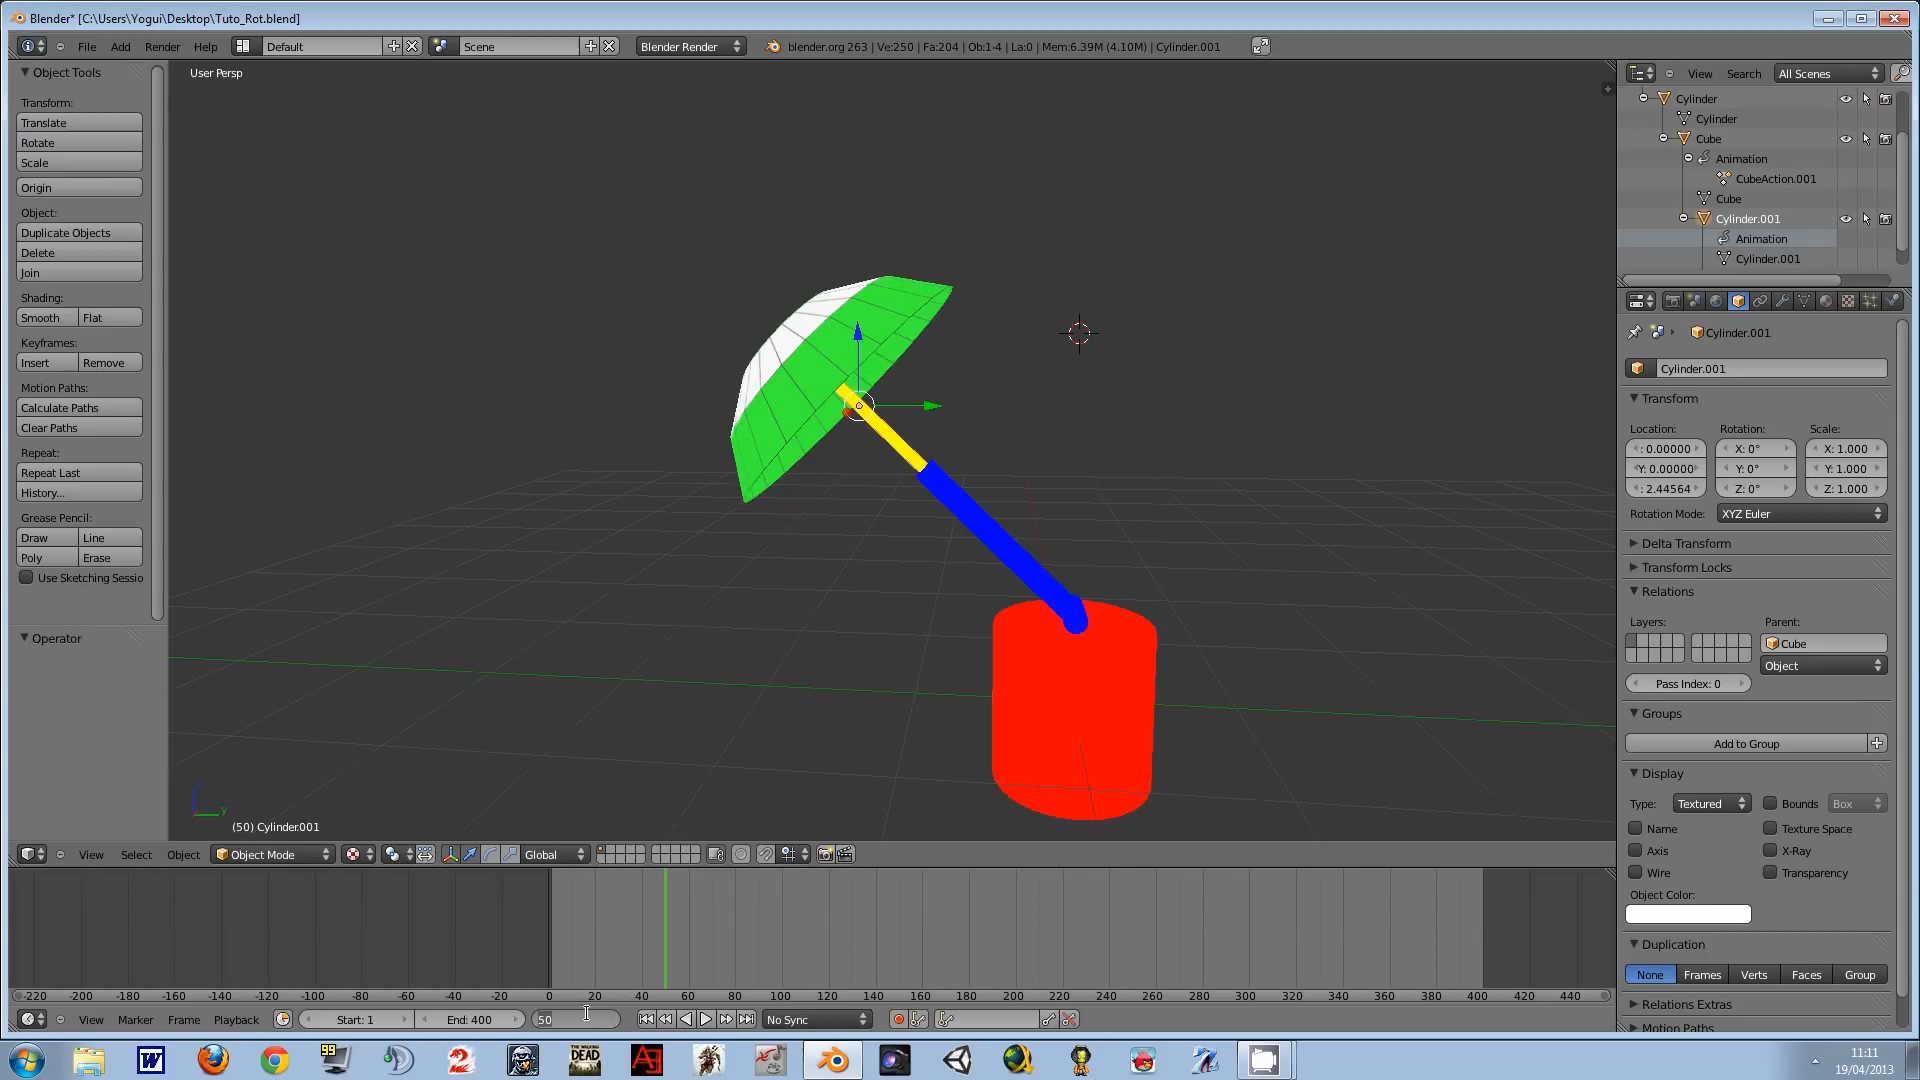 Blender* [C:\Users\Yogui\Desktop\Tuto_Rot.blend]
File Add Render Help Default Scene Blender Render blender.org 263 | Ve:250 | Fa:204 | Ob:1-4 | La:0 | Mem:6.39M (4.10M) | Cylinder.001
Object Tools
Transform:
Translate
Rotate
Scale
Origin
Object:
Duplicate Objects
Delete
Join
Shading:
Smooth Flat
Keyframes:
Insert Remove
Motion Paths:
Calculate Paths
Clear Paths
Repeat:
Repeat Last
History...
Grease Pencil:
Draw Line
Poly Erase
Use Sketching Sessio
Operator
User Persp
(50) Cylinder.001
View Search All Scenes
Cylinder
Cylinder
Cube
Animation
CubeAction.001
Cube
Cylinder.001
Animation
Cylinder.001
Cylinder.001
Cylinder.001
Transform
Location: Rotation: Scale:
: 0.00000 X: 0° X: 1.000
Y: 0.00000 Y: 0° Y: 1.000
: 2.44564 Z: 0° Z: 1.000
Rotation Mode: XYZ Euler
Delta Transform
Transform Locks
Relations
Layers: Parent:
Cube
Object
Pass Index: 0
Groups
Add to Group
Display
Type: Textured Bounds Box
Name Texture Space
Axis X-Ray
Wire Transparency
Object Color:
Duplication
None Frames Verts Faces Group
Relations Extras
Motion Paths
View Select Object Object Mode Global
-220 -200 -180 -160 -140 -120 -100 -80 -60 -40 -20 0 20 40 60 80 100 120 140 160 180 200 220 240 260 280 300 320 340 360 380 400 420 440
View Marker Frame Playback Start: 1 End: 400 50 No Sync
99
11:11
19/04/2013